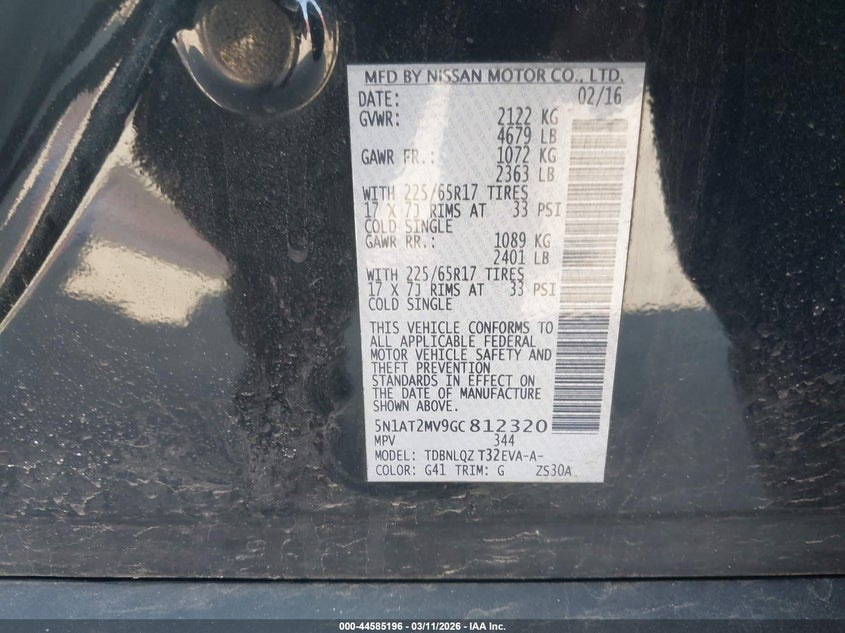 MFD BY NISSAN MOTOR CO., LTD.
DATE: 02/16
GVWR: 2122 KG
4679 LB
GAWR FR.: 1072 KG
2363 LB
WITH 225/65R17 TIRES
17 X 7J RIMS AT 33 PSI
COLD SINGLE
GAWR RR.: 1089 KG
2401 LB
WITH 225/65R17 TIRES
17 X 7J RIMS AT 33 PSI
COLD SINGLE
THIS VEHICLE CONFORMS TO
ALL APPLICABLE FEDERAL
MOTOR VEHICLE SAFETY AND
THEFT PREVENTION
STANDARDS IN EFFECT ON
THE DATE OF MANUFACTURE
SHOWN ABOVE.
5N1AT2MV9GC812320
MPV 344
MODEL: TDBNLQZ T32EVA-A-
COLOR: G41 TRIM: G ZS30A
000-44585196 - 03/11/2026 - IAA Inc.